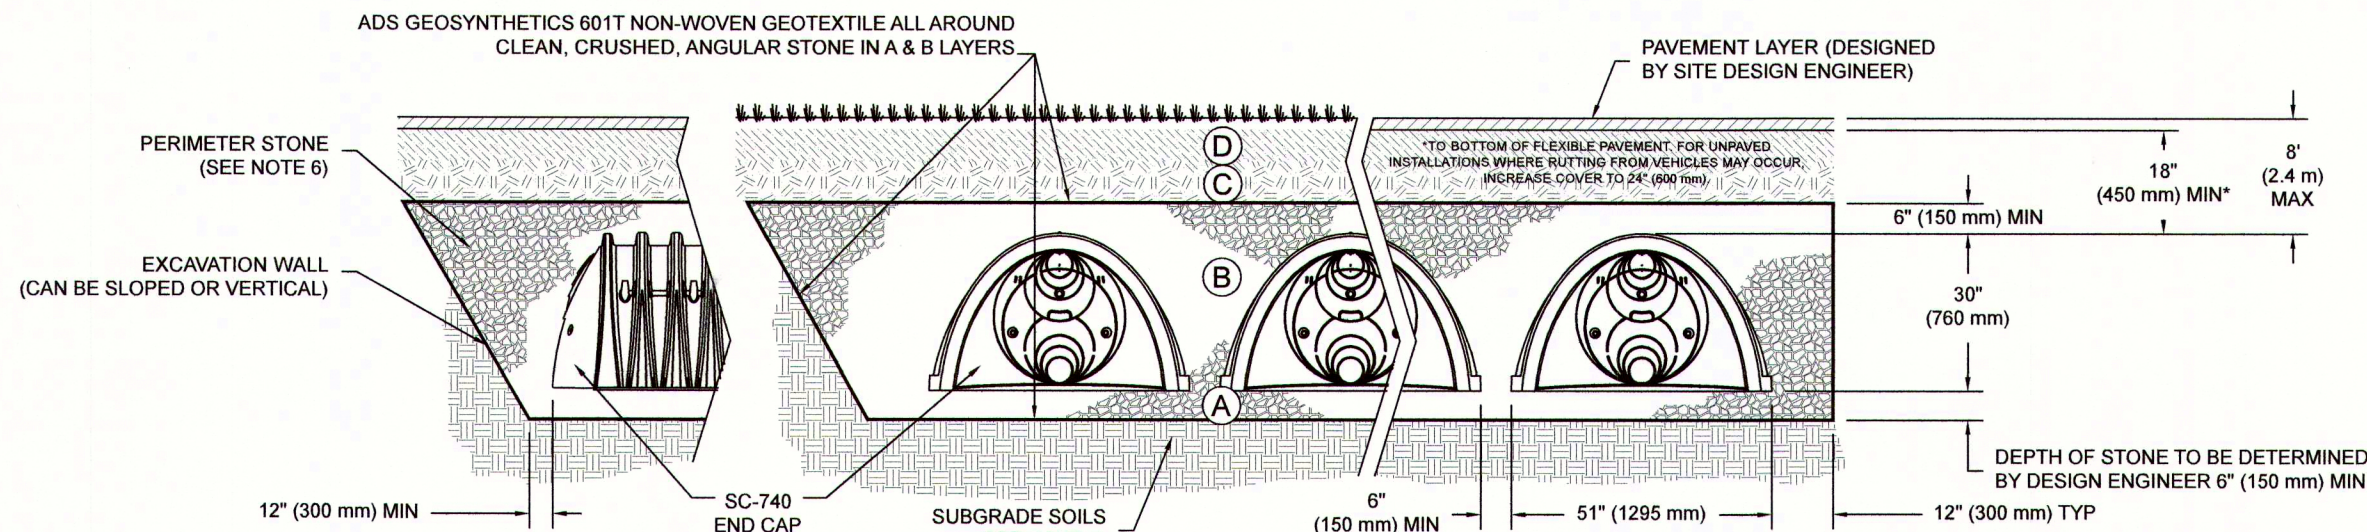 ADS GEOSYNTHETICS 601T NON-WOVEN GEOTEXTILE ALL AROUND
CLEAN, CRUSHED, ANGULAR STONE IN A & B LAYERS
PAVEMENT LAYER (DESIGNED
BY SITE DESIGN ENGINEER)
PERIMETER STONE
(SEE NOTE 6)
EXCAVATION WALL
(CAN BE SLOPED OR VERTICAL)
D
C
B
A
*TO BOTTOM OF FLEXIBLE PAVEMENT. FOR UNPAVED
INSTALLATIONS WHERE RUTTING FROM VEHICLES MAY OCCUR,
INCREASE COVER TO 24" (600 mm).
8'
(2.4 m)
MAX
18"
(450 mm) MIN*
6" (150 mm) MIN
30"
(760 mm)
DEPTH OF STONE TO BE DETERMINED
BY DESIGN ENGINEER 6" (150 mm) MIN
12" (300 mm) MIN
SC-740
END CAP
SUBGRADE SOILS
6"
(150 mm) MIN
51" (1295 mm)
12" (300 mm) TYP